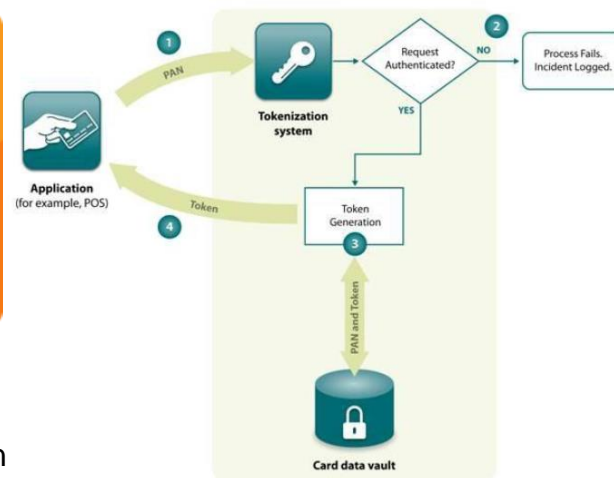 1
PAN
Application
(for example, POS)
Tokenization
system
Request
Authenticated?
2
NO
Process Fails.
Incident Logged.
YES
Token
Generation
3
Token
4
PAN and Token
Card data vault